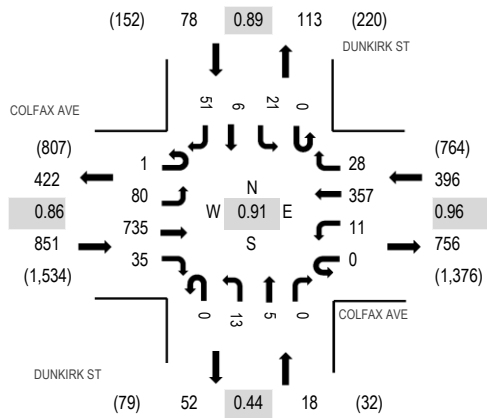 (152) 78 0.89 113 (220)
DUNKIRK ST
COLFAX AVE
51 6 21 0
(807) (764)
1 28
422 396
80 N 357
0.86 W 0.91 E 0.96
735 11
851 S 756
35 0
(1,534) (1,376)
0 13 5 0
COLFAX AVE
DUNKIRK ST
(79) 52 0.44 18 (32)